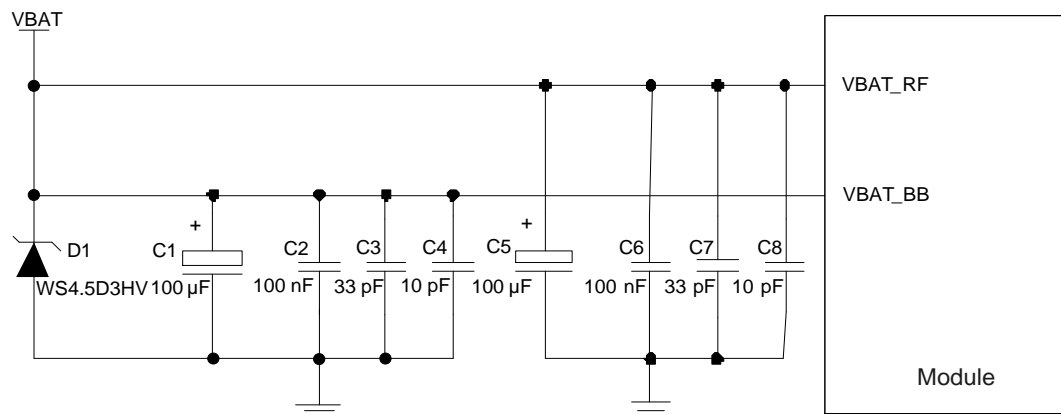 VBAT
VBAT_RF
VBAT_BB
+ +
D1 C1 C2 C3 C4 C5 C6 C7 C8
WS4.5D3HV 100 µF 100 nF 33 pF 10 pF 100 µF 100 nF 33 pF 10 pF
Module